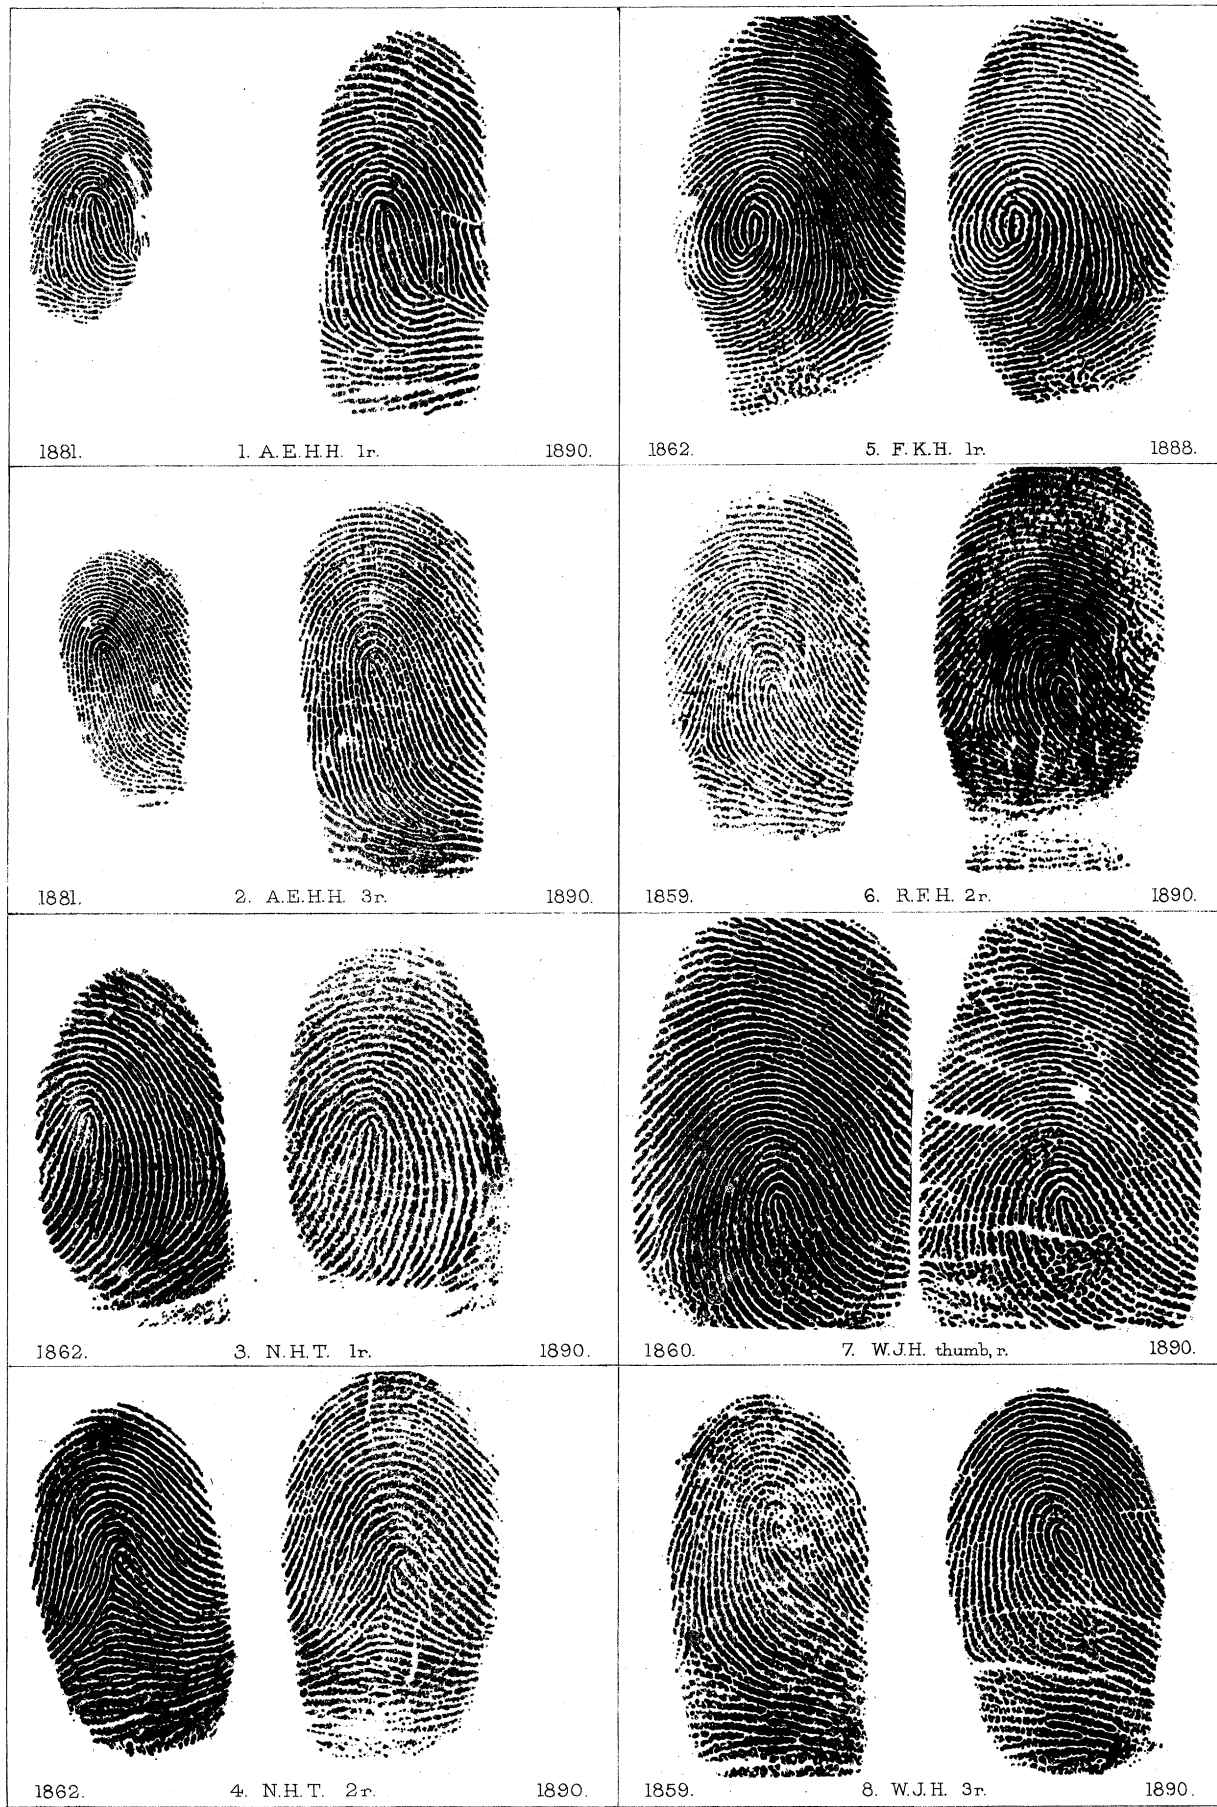 1881. 1. A.E.H.H. 1r. 1890.
1862. 5. F.K.H. 1r. 1888.
1881. 2. A.E.H.H. 3r. 1890.
1859. 6. R.F.H. 2r. 1890.
1862. 3. N.H.T. 1r. 1890.
1860. 7. W.J.H. thumb, r. 1890.
1862. 4. N.H.T. 2r. 1890.
1859. 8. W.J.H. 3r. 1890.